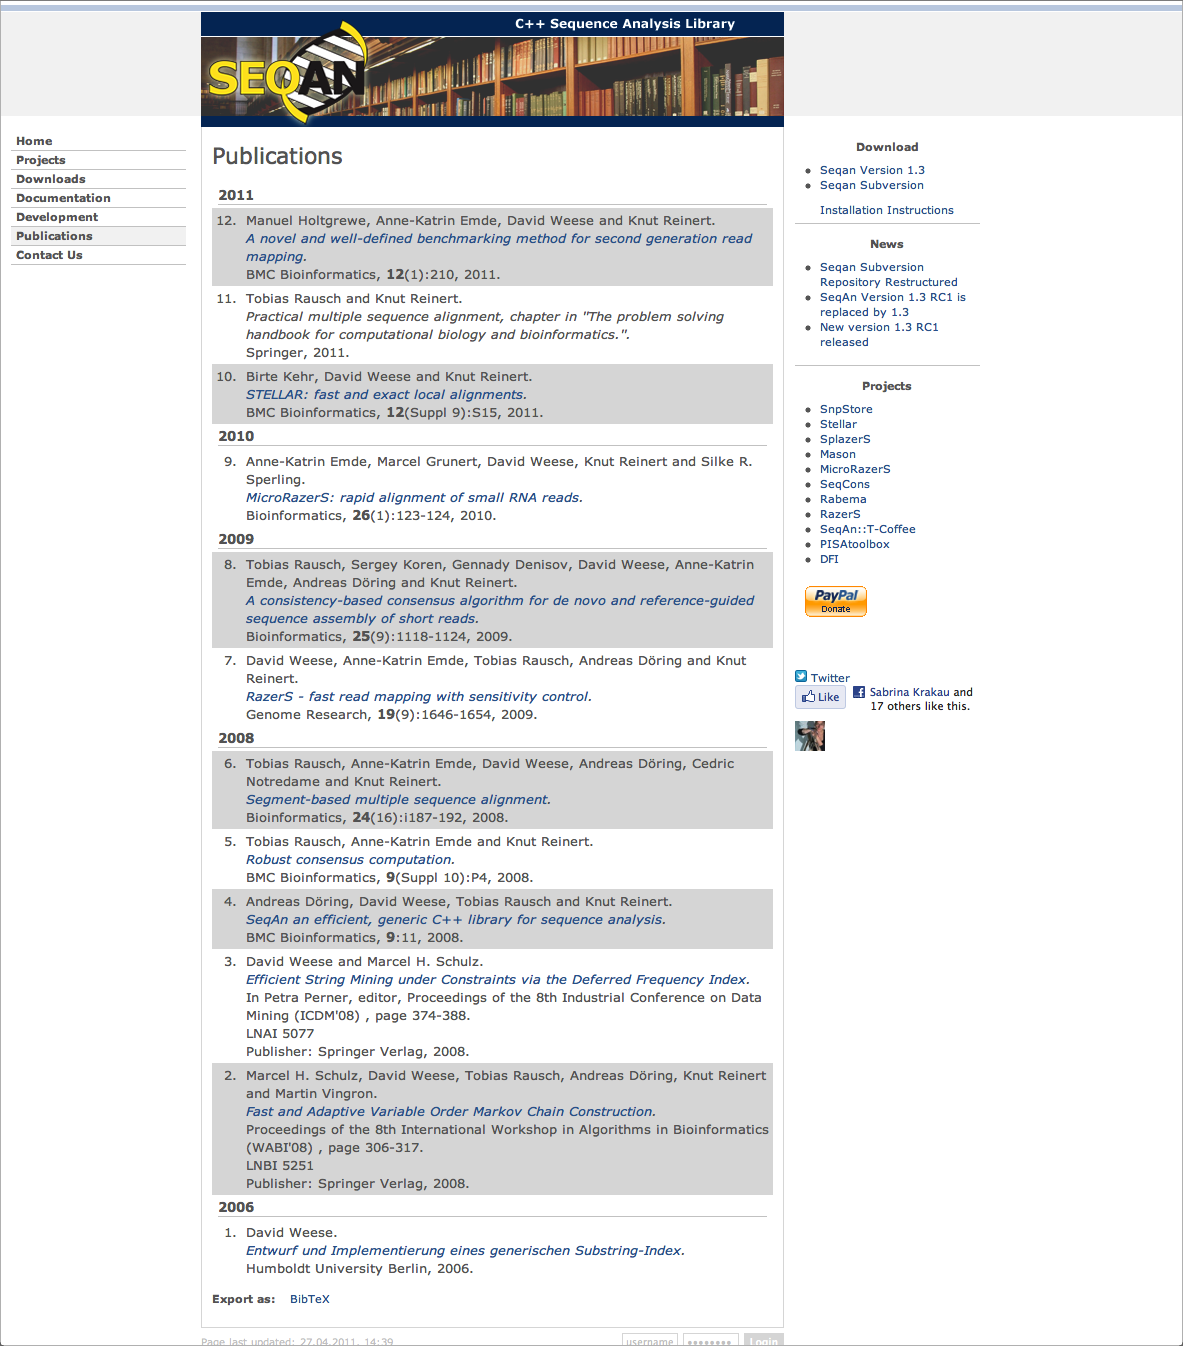 C++ Sequence Analysis Library
SEQAN
Home
Projects
Downloads
Documentation
Development
Publications
Contact Us
Publications
2011
12. Manuel Holtgrewe, Anne-Katrin Emde, David Weese and Knut Reinert.
A novel and well-defined benchmarking method for second generation read
mapping.
BMC Bioinformatics, 12(1):210, 2011.
11. Tobias Rausch and Knut Reinert.
Practical multiple sequence alignment, chapter in "The problem solving
handbook for computational biology and bioinformatics.".
Springer, 2011.
10. Birte Kehr, David Weese and Knut Reinert.
STELLAR: fast and exact local alignments.
BMC Bioinformatics, 12(Suppl 9):S15, 2011.
2010
9. Anne-Katrin Emde, Marcel Grunert, David Weese, Knut Reinert and Silke R.
Sperling.
MicroRazerS: rapid alignment of small RNA reads.
Bioinformatics, 26(1):123-124, 2010.
2009
8. Tobias Rausch, Sergey Koren, Gennady Denisov, David Weese, Anne-Katrin
Emde, Andreas Döring and Knut Reinert.
A consistency-based consensus algorithm for de novo and reference-guided
sequence assembly of short reads.
Bioinformatics, 25(9):1118-1124, 2009.
7. David Weese, Anne-Katrin Emde, Tobias Rausch, Andreas Döring and Knut
Reinert.
RazerS - fast read mapping with sensitivity control.
Genome Research, 19(9):1646-1654, 2009.
2008
6. Tobias Rausch, Anne-Katrin Emde, David Weese, Andreas Döring, Cedric
Notredame and Knut Reinert.
Segment-based multiple sequence alignment.
Bioinformatics, 24(16):i187-192, 2008.
5. Tobias Rausch, Anne-Katrin Emde and Knut Reinert.
Robust consensus computation.
BMC Bioinformatics, 9(Suppl 10):P4, 2008.
4. Andreas Döring, David Weese, Tobias Rausch and Knut Reinert.
SeqAn an efficient, generic C++ library for sequence analysis.
BMC Bioinformatics, 9:11, 2008.
3. David Weese and Marcel H. Schulz.
Efficient String Mining under Constraints via the Deferred Frequency Index.
In Petra Perner, editor, Proceedings of the 8th Industrial Conference on Data
Mining (ICDM'08) , page 374-388.
LNAI 5077
Publisher: Springer Verlag, 2008.
2. Marcel H. Schulz, David Weese, Tobias Rausch, Andreas Döring, Knut Reinert
and Martin Vingron.
Fast and Adaptive Variable Order Markov Chain Construction.
Proceedings of the 8th International Workshop in Algorithms in Bioinformatics
(WABI'08) , page 306-317.
LNBI 5251
Publisher: Springer Verlag, 2008.
2006
1. David Weese.
Entwurf und Implementierung eines generischen Substring-Index.
Humboldt University Berlin, 2006.
Export as: BibTeX
Download
Seqan Version 1.3
Seqan Subversion
Installation Instructions
News
Seqan Subversion
Repository Restructured
SeqAn Version 1.3 RC1 is
replaced by 1.3
New version 1.3 RC1
released
Projects
SnpStore
Stellar
SplazerS
Mason
MicroRazerS
SeqCons
Rabema
RazerS
SeqAn::T-Coffee
PISAtoolbox
DFI
PayPal
Donate
Twitter
Like
Sabrina Krakau and
17 others like this.
Page last updated: 27.04.2011, 14:39
username
Login